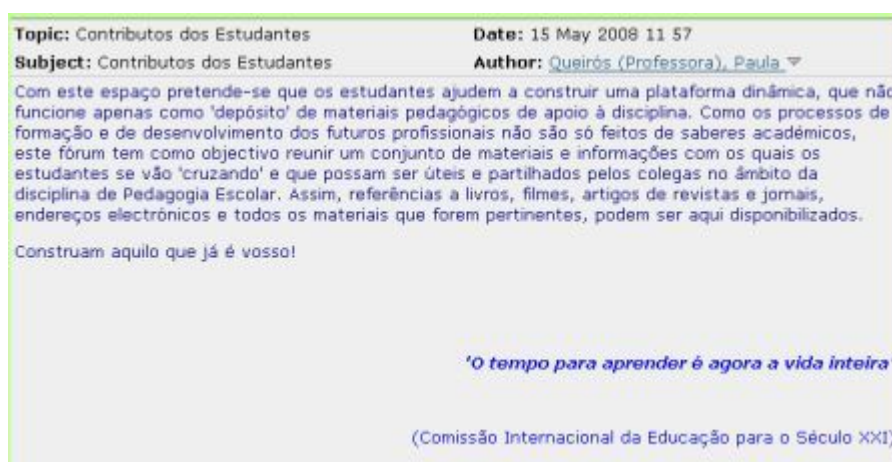 Topic: Contributos dos Estudantes Date: 15 May 2008 11 57
Subject: Contributos dos Estudantes Author: Queirós (Professora), Paula
Com este espaço pretende-se que os estudantes ajudem a construir uma plataforma dinâmica, que não
funcione apenas como 'depósito' de materiais pedagógicos de apoio à disciplina. Como os processos de
formação e de desenvolvimento dos futuros profissionais não são só feitos de saberes académicos,
este fórum tem como objectivo reunir um conjunto de materiais e informações com os quais os
estudantes se vão 'cruzando' e que possam ser úteis e partilhados pelos colegas no âmbito da
disciplina de Pedagogia Escolar. Assim, referências a livros, filmes, artigos de revistas e jornais,
endereços electrónicos e todos os materiais que forem pertinentes, podem ser aqui disponibilizados.
Construam aquilo que já é vosso!
'O tempo para aprender é agora a vida inteira'
(Comissão Internacional da Educação para o Século XXI)